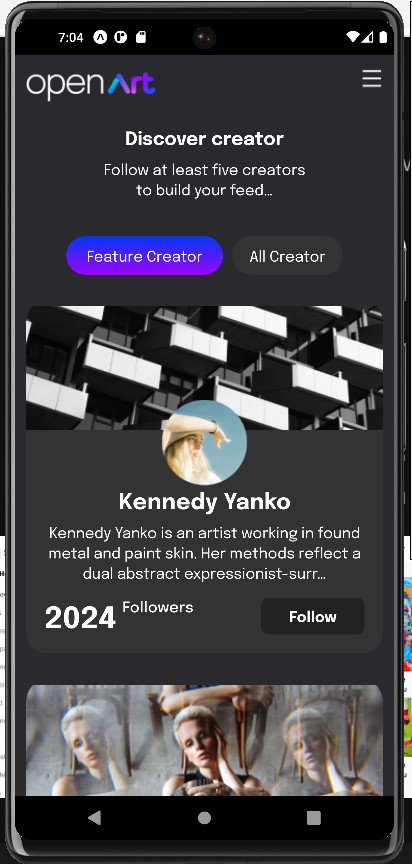 7:04
openArt
Discover creator
Follow at least five creators
to build your feed...
Feature Creator
All Creator
Kennedy Yanko
Kennedy Yanko is an artist working in found
metal and paint skin. Her methods reflect a
dual abstract expressionist-surr...
2024 Followers
Follow